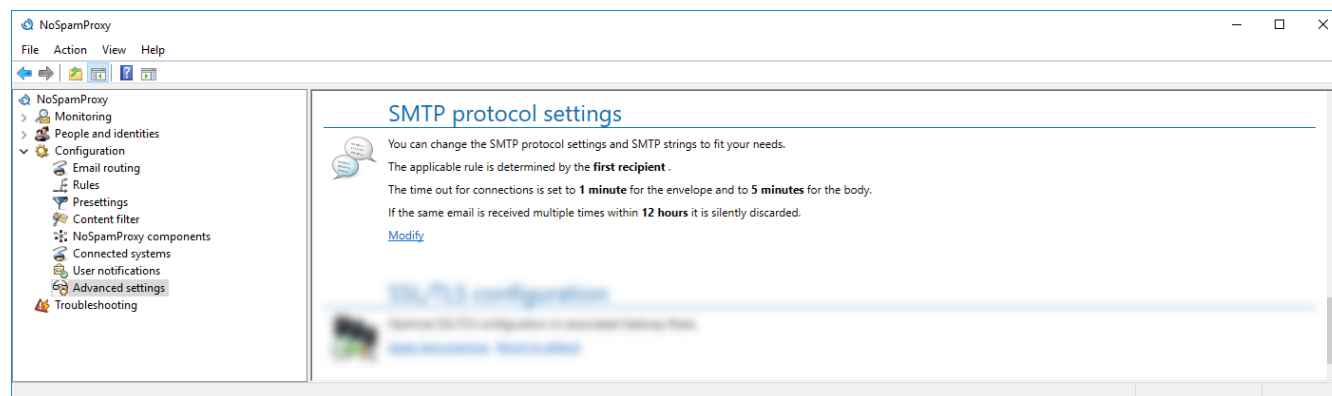 NoSpamProxy
File Action View Help
NoSpamProxy
Monitoring
People and identities
Configuration
Email routing
Rules
Presettings
Content filter
NoSpamProxy components
Connected systems
User notifications
Advanced settings
Troubleshooting
SMTP protocol settings
You can change the SMTP protocol settings and SMTP strings to fit your needs.
The applicable rule is determined by the first recipient .
The time out for connections is set to 1 minute for the envelope and to 5 minutes for the body.
If the same email is received multiple times within 12 hours it is silently discarded.
Modify
SSL/TLS configuration